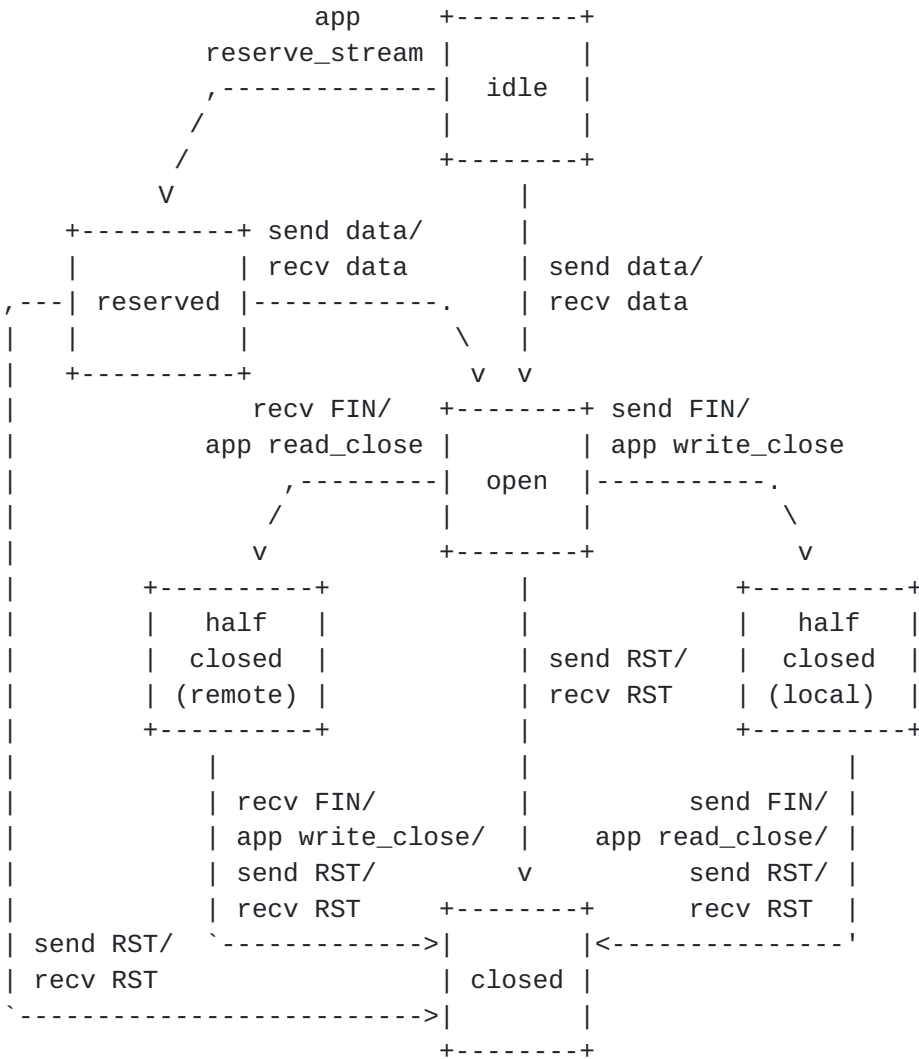 app
reserve_stream
idle
send data/
recv data
send data/
reserved
recv data
recv FIN/
send FIN/
app read_close
app write_close
open
half
half
closed
send RST/
closed
(remote)
recv RST
(local)
recv FIN/
send FIN/
app write_close/
app read_close/
send RST/
send RST/
recv RST
recv RST
send RST/
recv RST
closed